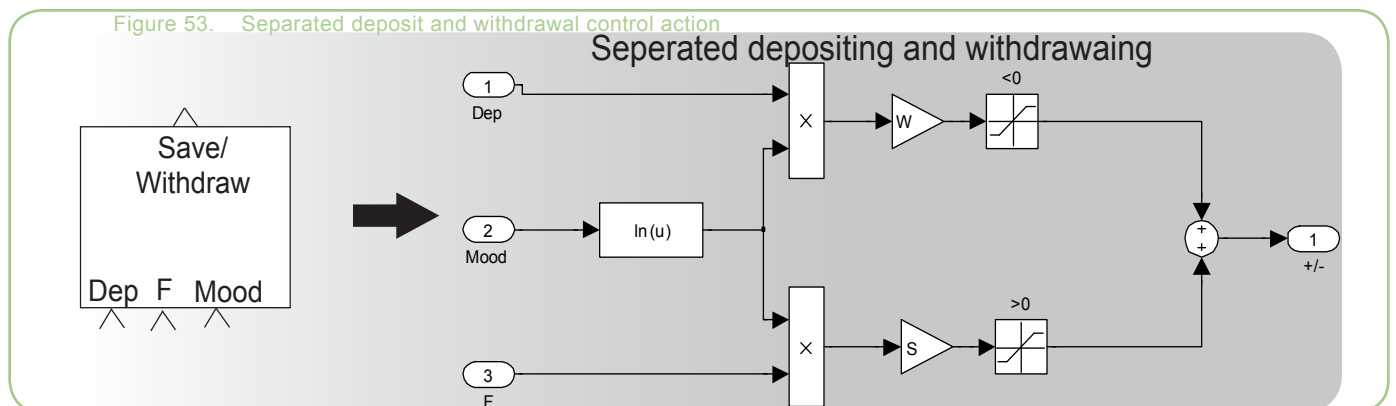 Figure 53. Separated deposit and withdrawal control action
Seperated depositing and withdrawaing
Save/
Withdraw
Dep F Mood
1
Dep
2
Mood
3
F
ln(u)
×
W
<0
×
S
>0
+
+
1
+/-